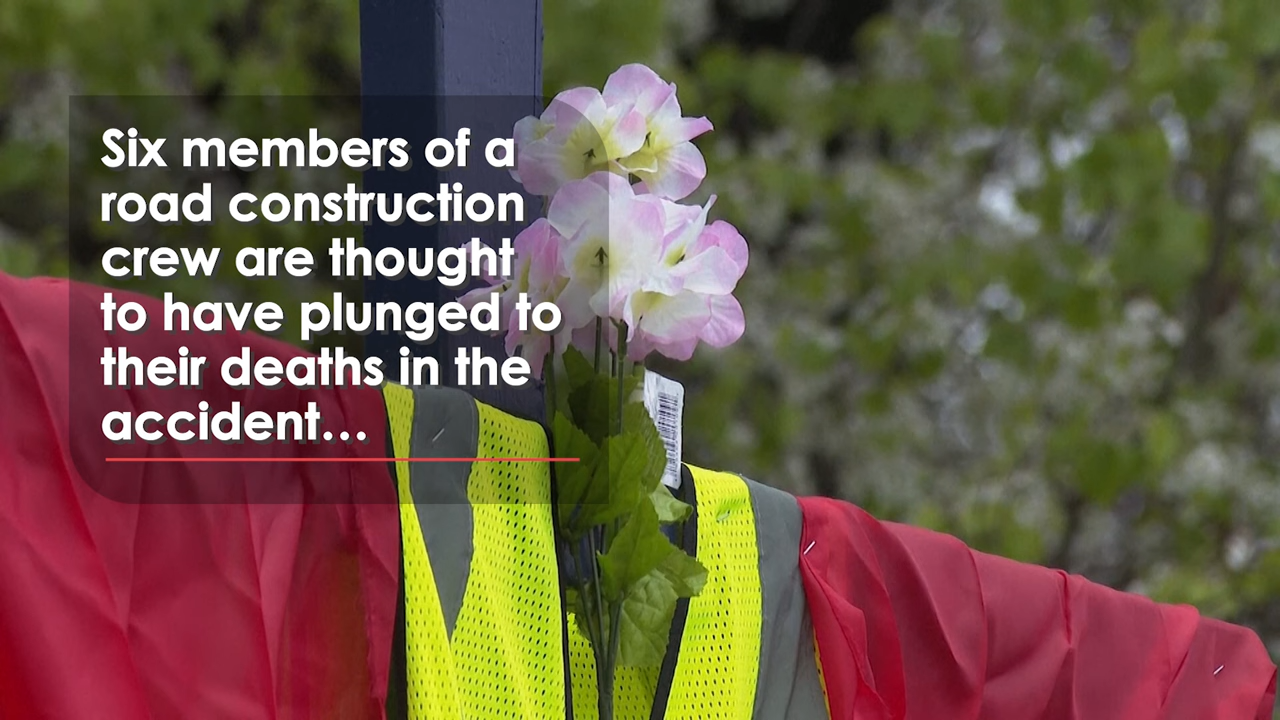 Six members of a
road construction
crew are thought
to have plunged to
their deaths in the
accident...